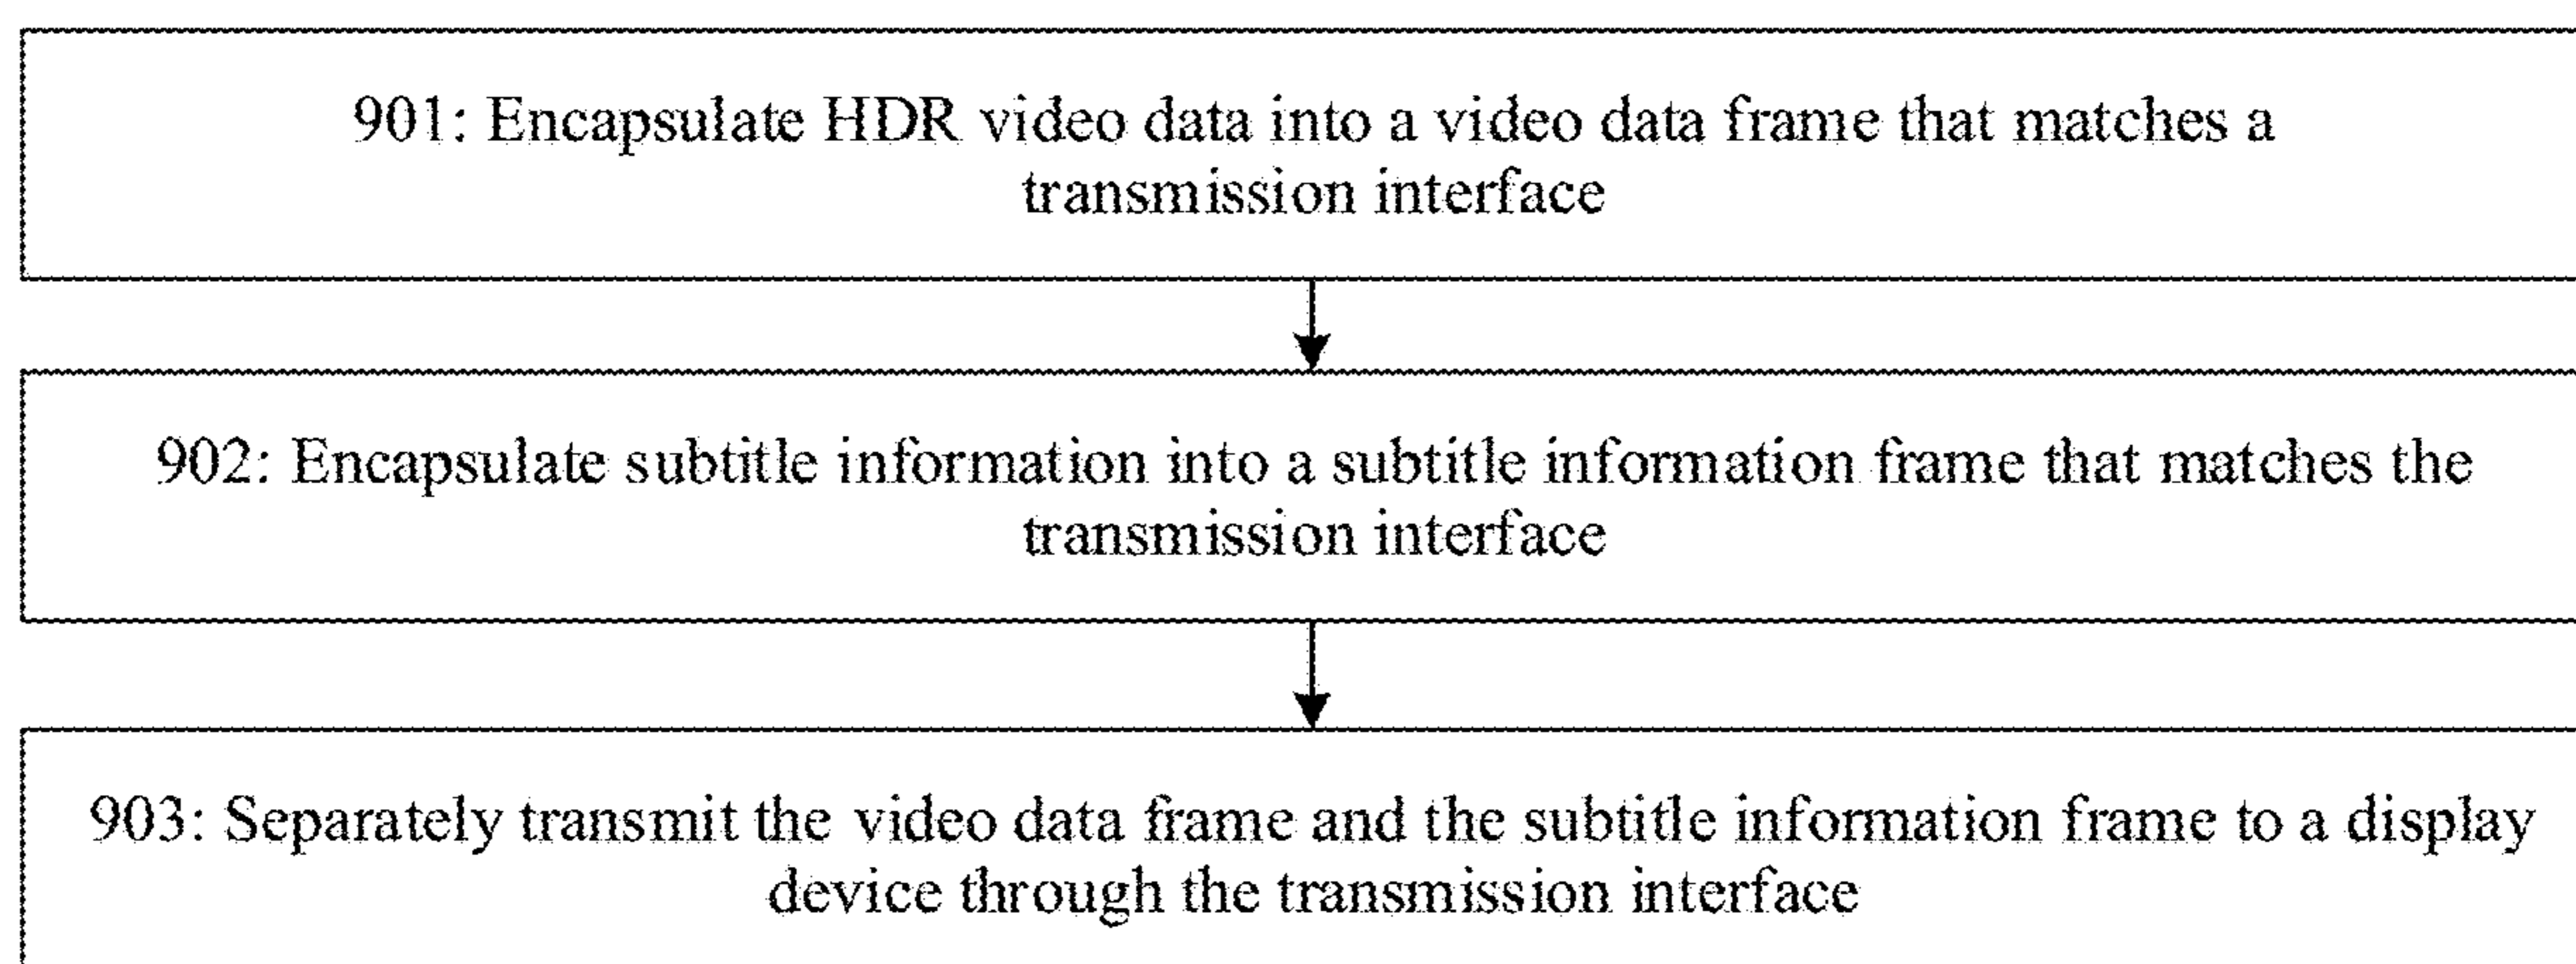 901: Encapsulate HDR video data into a video data frame that matches a
transmission interface
902: Encapsulate subtitle information into a subtitle information frame that matches the
transmission interface
903: Separately transmit the video data frame and the subtitle information frame to a display
device through the transmission interface